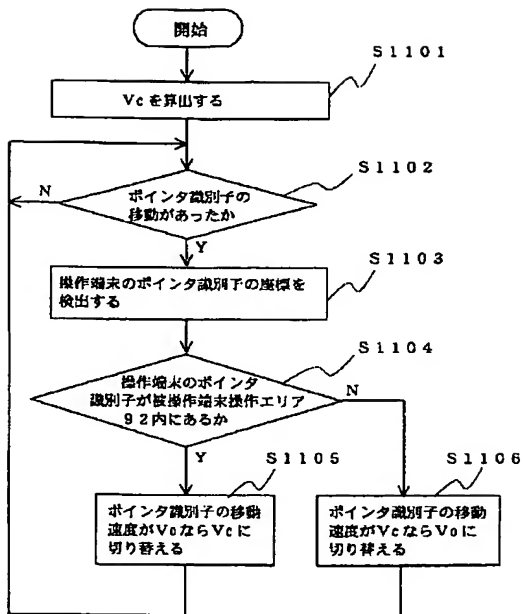 開始
S1101
Vcを算出する
S1102
N
ポインタ識別子の
移動があったか
Y
S1103
操作端末のポインタ識別子の座標を
検出する
S1104
操作端末のポインタ
識別子が被操作端末操作エリア
92内にあるか
N
Y
S1105
S1106
ポインタ識別子の移動
速度がVoならVcに
切り替える
ポインタ識別子の移動
速度がVcならVoに
切り替える